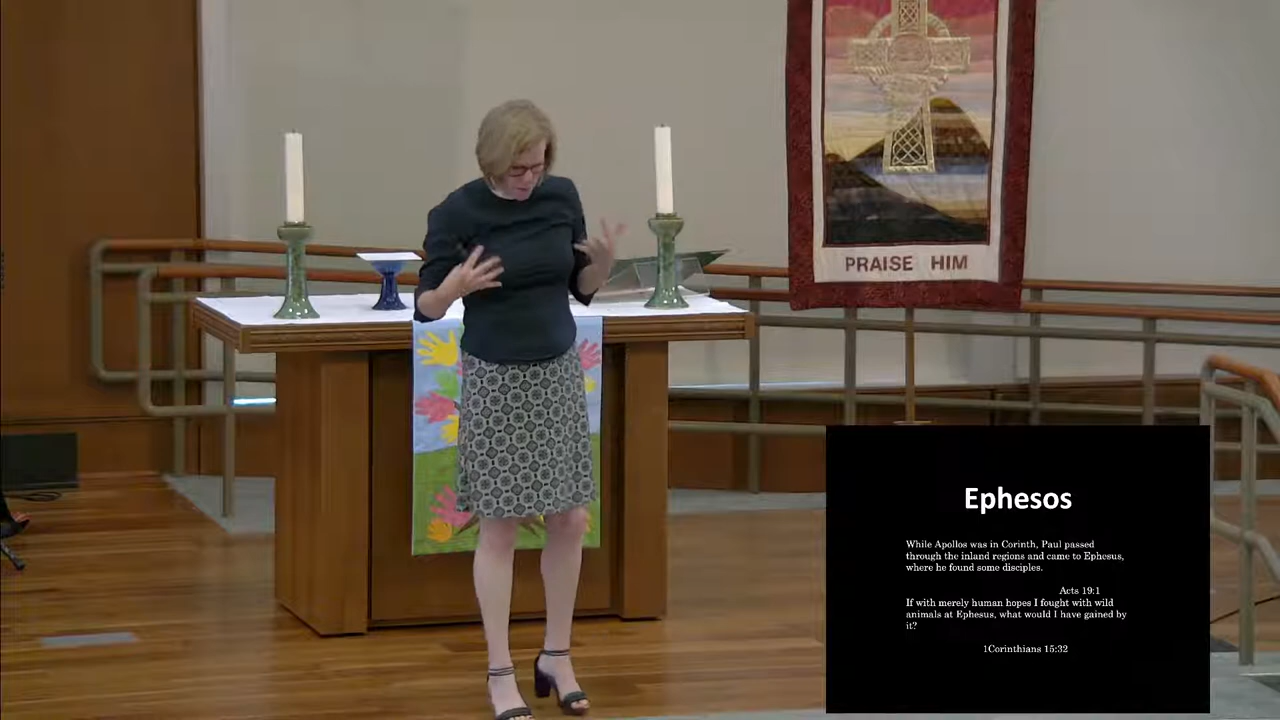 PRAISE HIM
Ephesos
While Apollos was in Corinth, Paul passed
through the inland regions and came to Ephesus,
where he found some disciples.
Acts 19:1
If with merely human hopes I fought with wild
animals at Ephesus, what would I have gained by
it?
1Corinthians 15:32